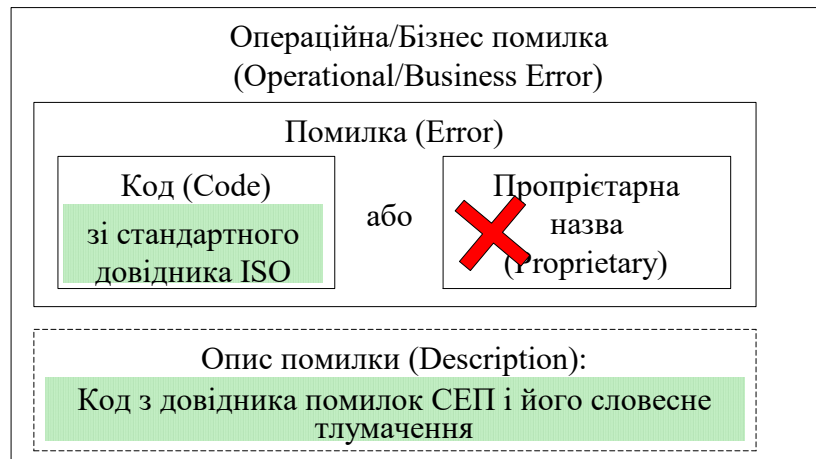 Операційна/Бізнес помилка
(Operational/Business Error)
Помилка (Error)
Код (Code)
зі стандартного
довідника ISO
або
Пропрієтарна
назва
(Proprietary)
Опис помилки (Description):
Код з довідника помилок СЕП і його словесне
тлумачення